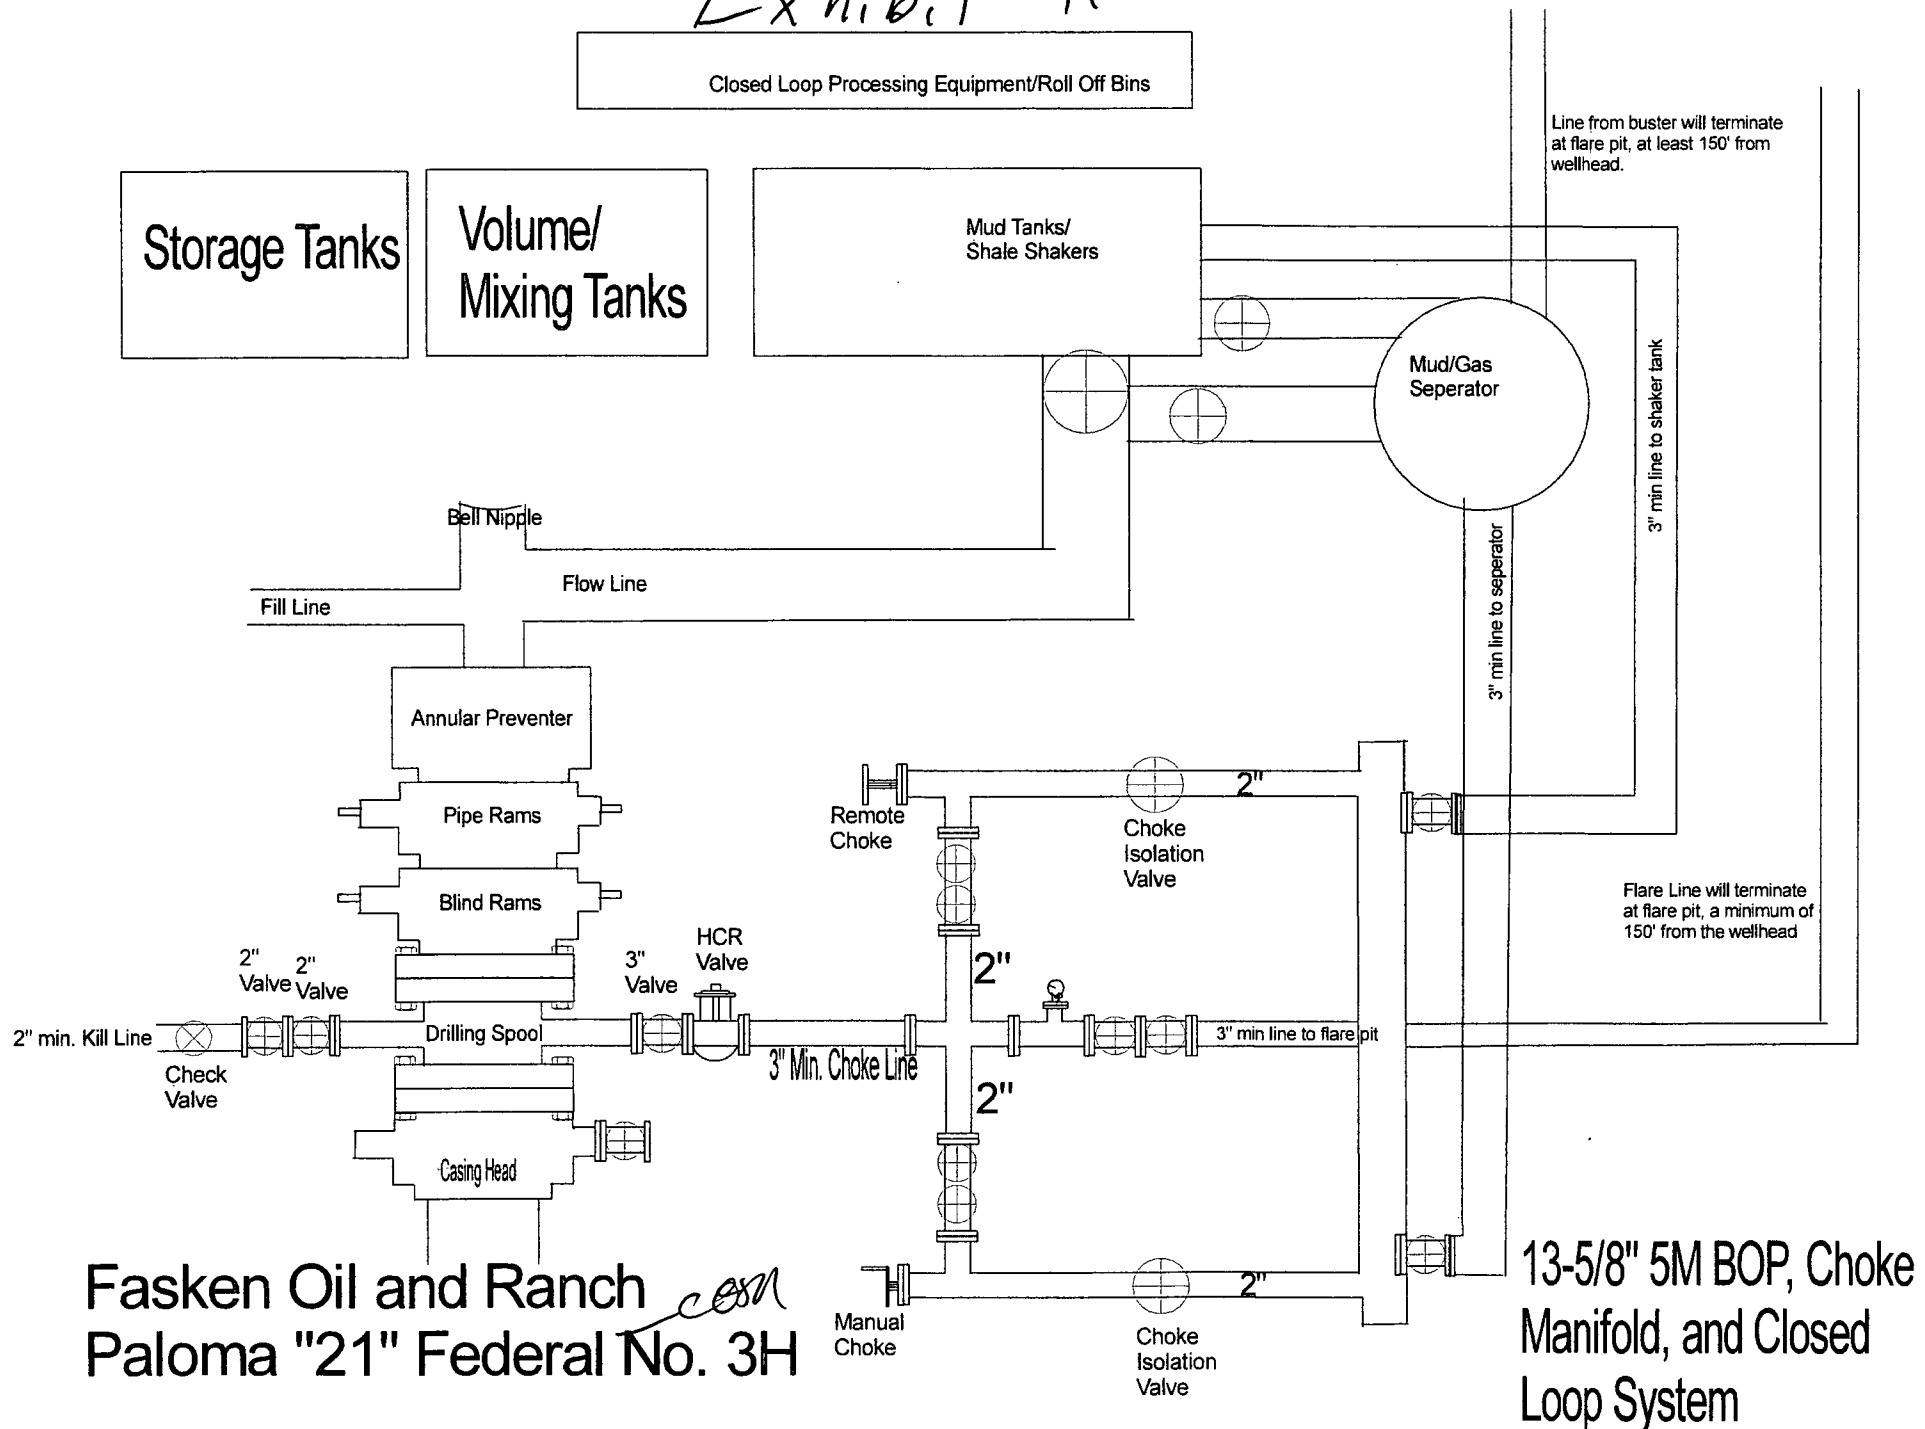 Exhibit
Closed Loop Processing Equipment/Roll Off Bins
Line from buster will terminate
at flare pit, at least 150' from
wellhead.
Storage Tanks
Volume/
Mixing Tanks
Mud Tanks/
Shale Shakers
Mud/Gas
Seperator
3" min line to shaker tank
3" min line to seperator
Bell Nipple
Flow Line
Fill Line
Annular Preventer
Pipe Rams
Blind Rams
Remote
Choke
2"
Choke
Isolation
Valve
Flare Line will terminate
at flare pit, a minimum of
150' from the wellhead
2"
Valve
2"
Valve
3"
Valve
HCR
Valve
2"
2" min. Kill Line
Drilling Spool
3" min line to flare pit
Check
Valve
3" Min. Choke Line
2"
Casing Head
Manual
Choke
2"
Choke
Isolation
Valve
Fasken Oil and Ranch
Paloma "21" Federal No. 3H
13-5/8" 5M BOP, Choke
Manifold, and Closed
Loop System